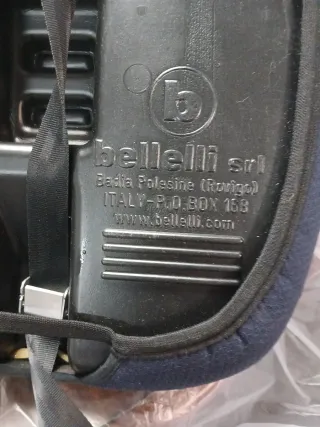 b
bellelli srl
Badia Polesine (Rovigo)
ITALY-P.O.BOX 158
www.bellelli.com